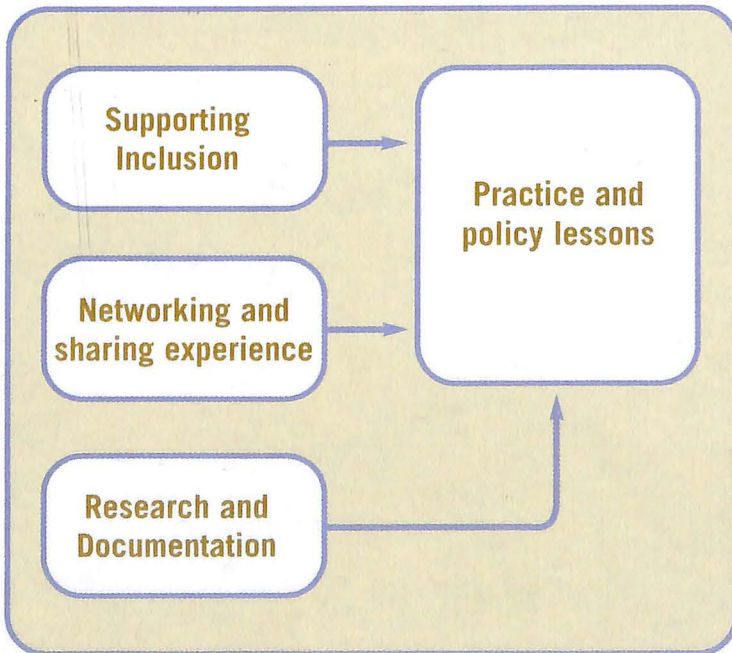 Supporting
Inclusion
Practice and
policy lessons
Networking and
sharing experience
Research and
Documentation